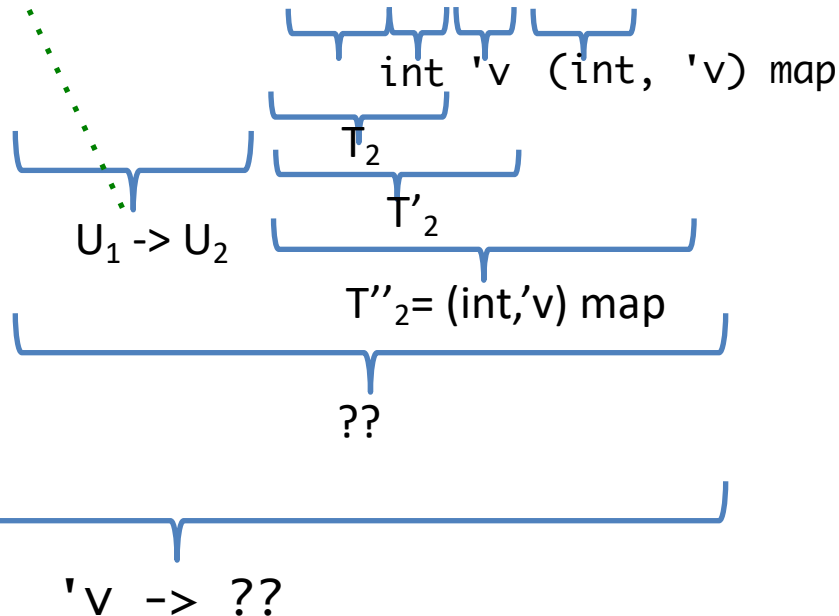 int 'v (int, 'v) map
T₂
T’₂
U₁ -> U₂
T’’₂= (int,’v) map
??
'v -> ??